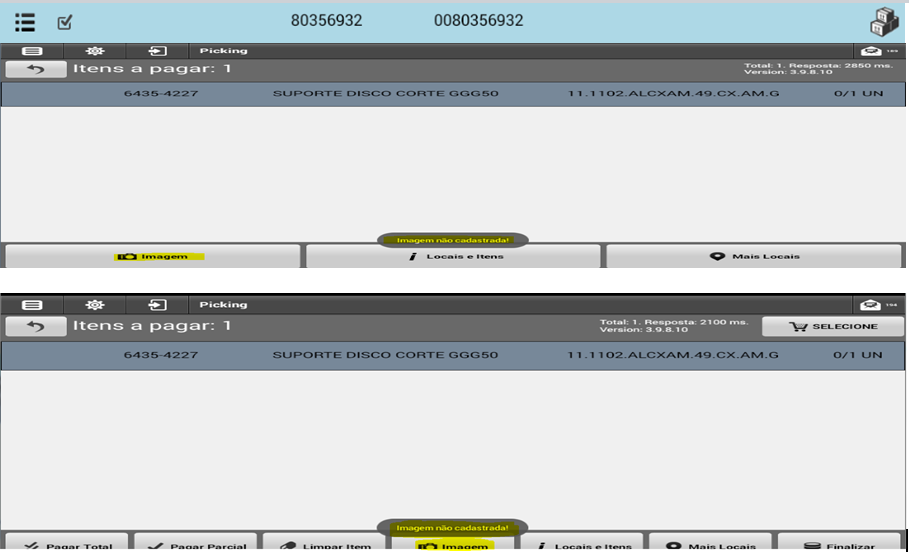 80356932 0080356932
Picking
Itens a pagar: 1
Total: 1. Resposta: 2850 ms.
Version: 3.9.8.10
6435-4227 SUPORTE DISCO CORTE GGG50 11.1102.ALCXAM.49.CX.AM.G 0/1 UN
Imagem não cadastrada!
Imagem Locais e Itens Mais Locais
Picking
Itens a pagar: 1
Total: 1. Resposta: 2100 ms.
Version: 3.9.8.10
SELECIONE
6435-4227 SUPORTE DISCO CORTE GGG50 11.1102.ALCXAM.49.CX.AM.G 0/1 UN
Imagem não cadastrada!
Pagar Total Pagar Parcial Limpar Item Imagem Locais e Itens Mais Locais Finalizar